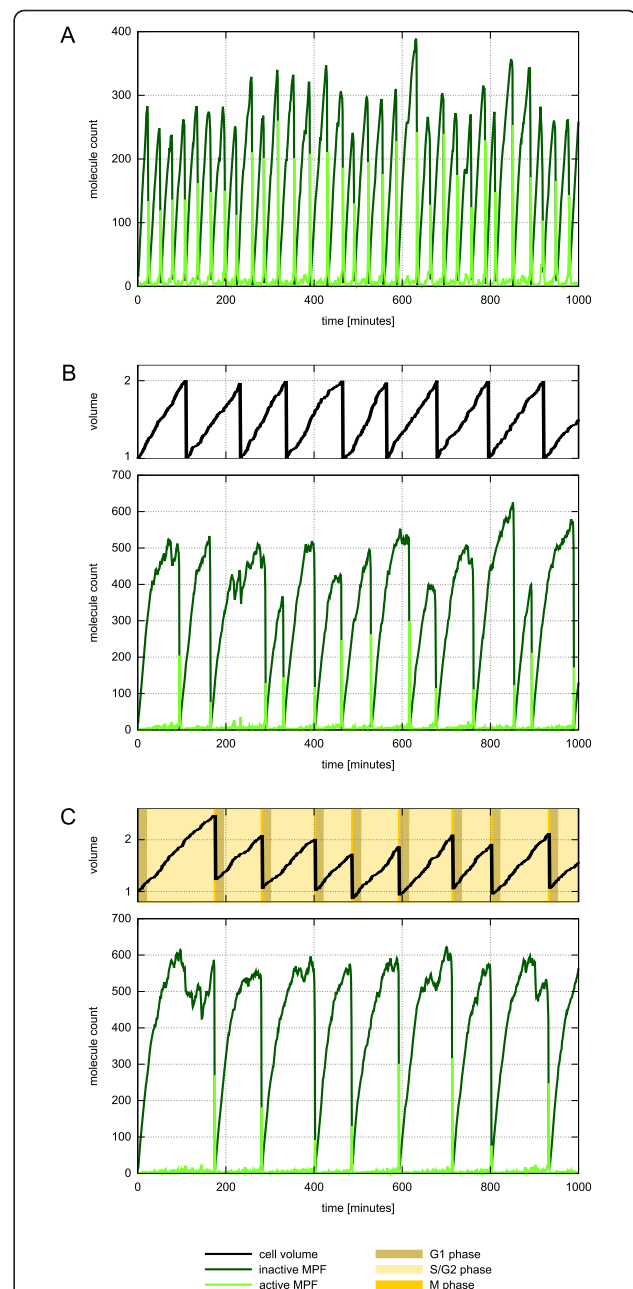 A
400
300
200
100
0
molecule count
0 200 400 600 800 1000
time [minutes]
B
2
1
volume
700
600
500
400
300
200
100
0
molecule count
0 200 400 600 800 1000
time [minutes]
C
2
1
volume
700
600
500
400
300
200
100
0
molecule count
0 200 400 600 800 1000
time [minutes]
cell volume G1 phase
inactive MPF S/G2 phase
active MPF M phase